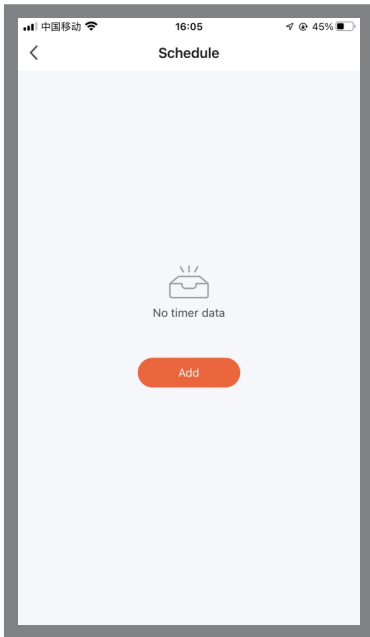 中国移动 16:05 45%
Schedule
No timer data
Add